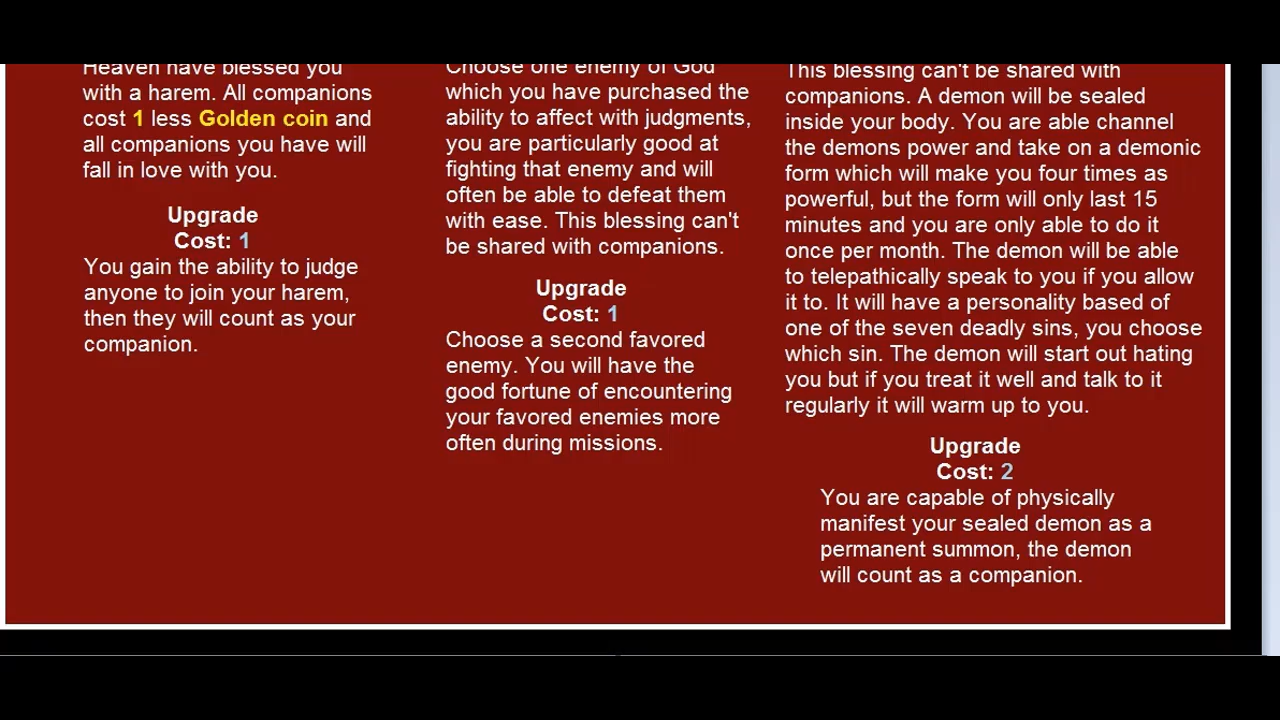 Heaven have blessed you
with a harem. All companions
cost 1 less Golden coin and
all companions you have will
fall in love with you.
Upgrade
Cost: 1
You gain the ability to judge
anyone to join your harem,
then they will count as your
companion.
Choose one enemy of God
which you have purchased the
ability to affect with judgments,
you are particularly good at
fighting that enemy and will
often be able to defeat them
with ease. This blessing can't
be shared with companions.
Upgrade
Cost: 1
Choose a second favored
enemy. You will have the
good fortune of encountering
your favored enemies more
often during missions.
This blessing can't be shared with
companions. A demon will be sealed
inside your body. You are able channel
the demons power and take on a demonic
form which will make you four times as
powerful, but the form will only last 15
minutes and you are only able to do it
once per month. The demon will be able
to telepathically speak to you if you allow
it to. It will have a personality based of
one of the seven deadly sins, you choose
which sin. The demon will start out hating
you but if you treat it well and talk to it
regularly it will warm up to you.
Upgrade
Cost: 2
You are capable of physically
manifest your sealed demon as a
permanent summon, the demon
will count as a companion.